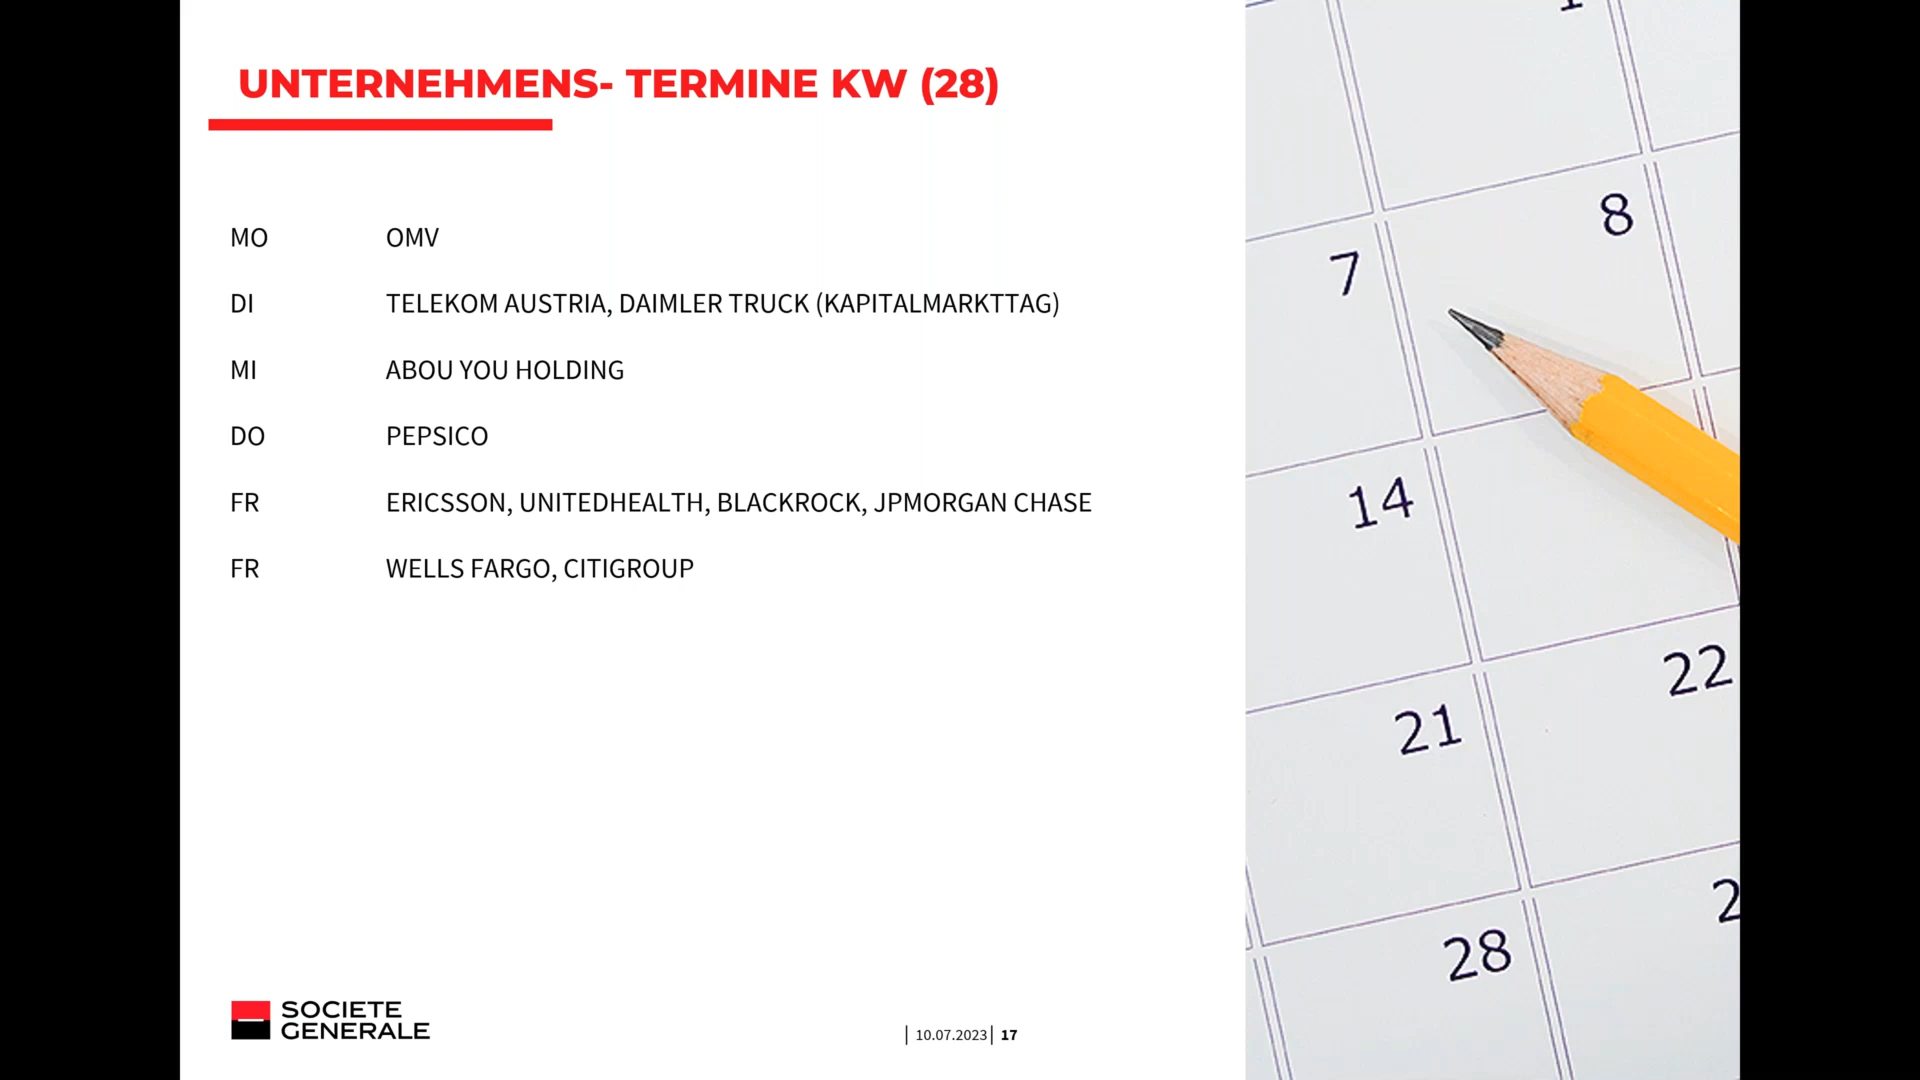 UNTERNEHMENS- TERMINE KW (28)
MO OMV
DI TELEKOM AUSTRIA, DAIMLER TRUCK (KAPITALMARKTTAG)
MI ABOU YOU HOLDING
DO PEPSICO
FR ERICSSON, UNITEDHEALTH, BLACKROCK, JPMORGAN CHASE
FR WELLS FARGO, CITIGROUP
SOCIETE
GENERALE
| 10.07.2023 | 17
8
7
14
22
21
28